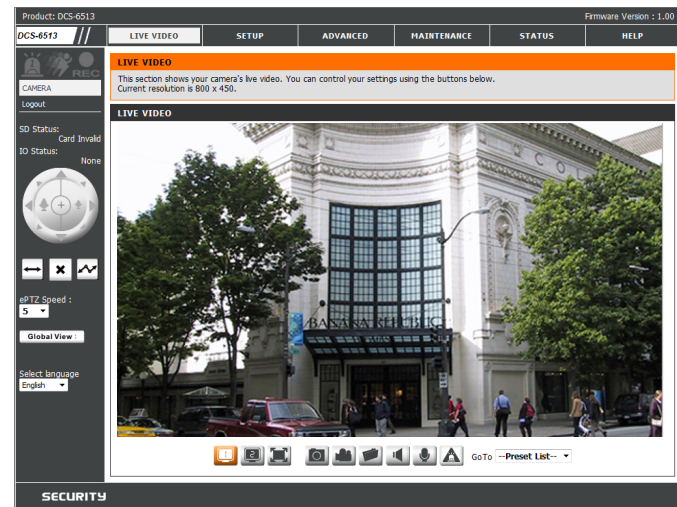 Product: DCS-6513
Firmware Version : 1.00
DCS-6513
LIVE VIDEO
SETUP
ADVANCED
MAINTENANCE
STATUS
HELP
REC
CAMERA
Logout
SD Status:
Card Invalid
IO Status:
None
ePTZ Speed :
5
Global View :
Select language
English
LIVE VIDEO
This section shows your camera's live video. You can control your settings using the buttons below.
Current resolution is 800 x 450.
LIVE VIDEO
COL
BANANA REPUBLIC
1
2
GoTo
--Preset List--
SECURITY